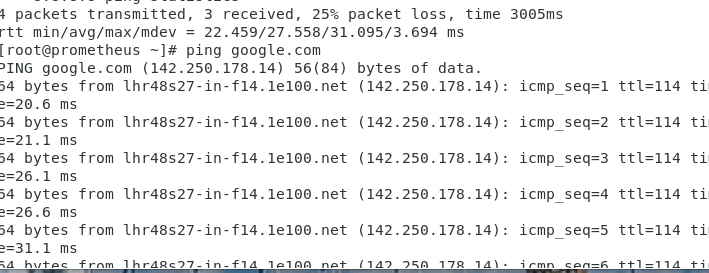 4 packets transmitted, 3 received, 25% packet loss, time 3005ms
rtt min/avg/max/mdev = 22.459/27.558/31.095/3.694 ms
[root@prometheus ~]# ping google.com
PING google.com (142.250.178.14) 56(84) bytes of data.
64 bytes from lhr48s27-in-f14.1e100.net (142.250.178.14): icmp_seq=1 ttl=114 tim
e=20.6 ms
64 bytes from lhr48s27-in-f14.1e100.net (142.250.178.14): icmp_seq=2 ttl=114 tim
e=21.1 ms
64 bytes from lhr48s27-in-f14.1e100.net (142.250.178.14): icmp_seq=3 ttl=114 tim
e=26.1 ms
64 bytes from lhr48s27-in-f14.1e100.net (142.250.178.14): icmp_seq=4 ttl=114 tim
e=26.6 ms
64 bytes from lhr48s27-in-f14.1e100.net (142.250.178.14): icmp_seq=5 ttl=114 tim
e=31.1 ms
64 bytes from lhr48s27-in-f14.1e100.net (142.250.178.14): icmp_seq=6 ttl=114 tim